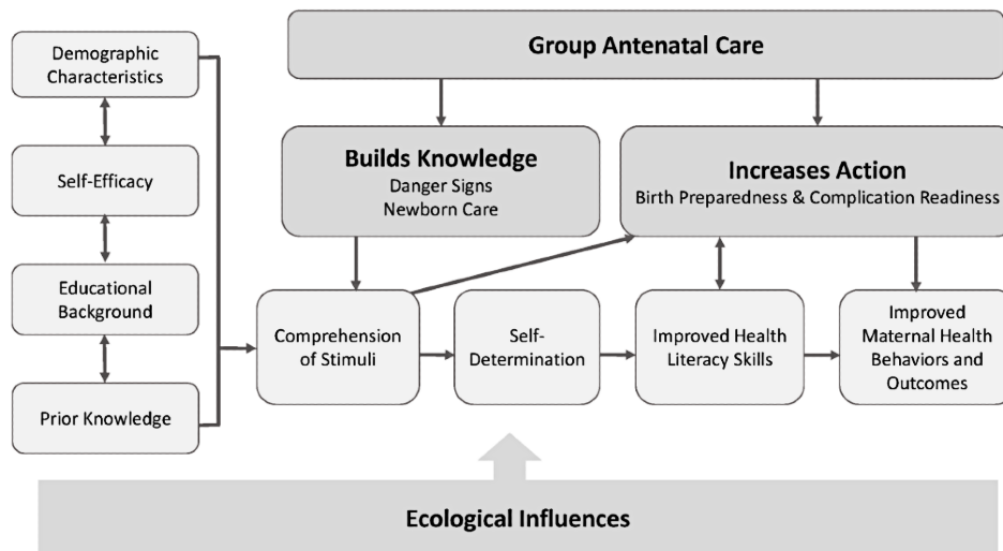 Demographic
Characteristics
Self-Efficacy
Educational
Background
Prior Knowledge
Group Antenatal Care
Builds Knowledge
Danger Signs
Newborn Care
Increases Action
Birth Preparedness & Complication Readiness
Comprehension
of Stimuli
Self-
Determination
Improved Health
Literacy Skills
Improved
Maternal Health
Behaviors and
Outcomes
Ecological Influences